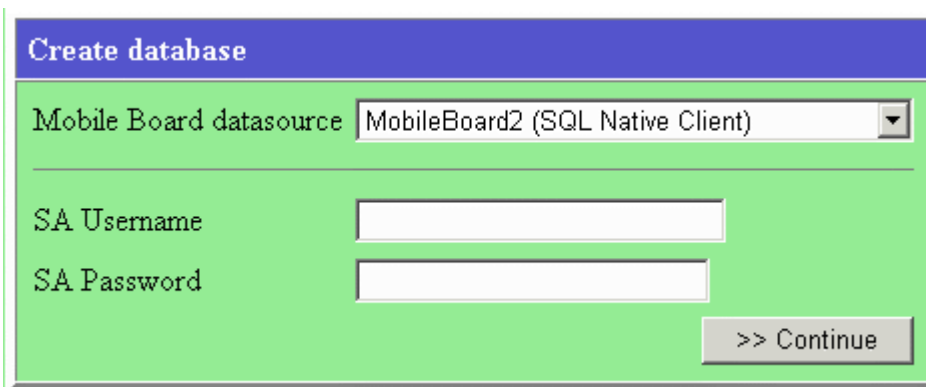 Create database
Mobile Board datasource MobileBoard2 (SQL Native Client)
SA Username
SA Password
>> Continue